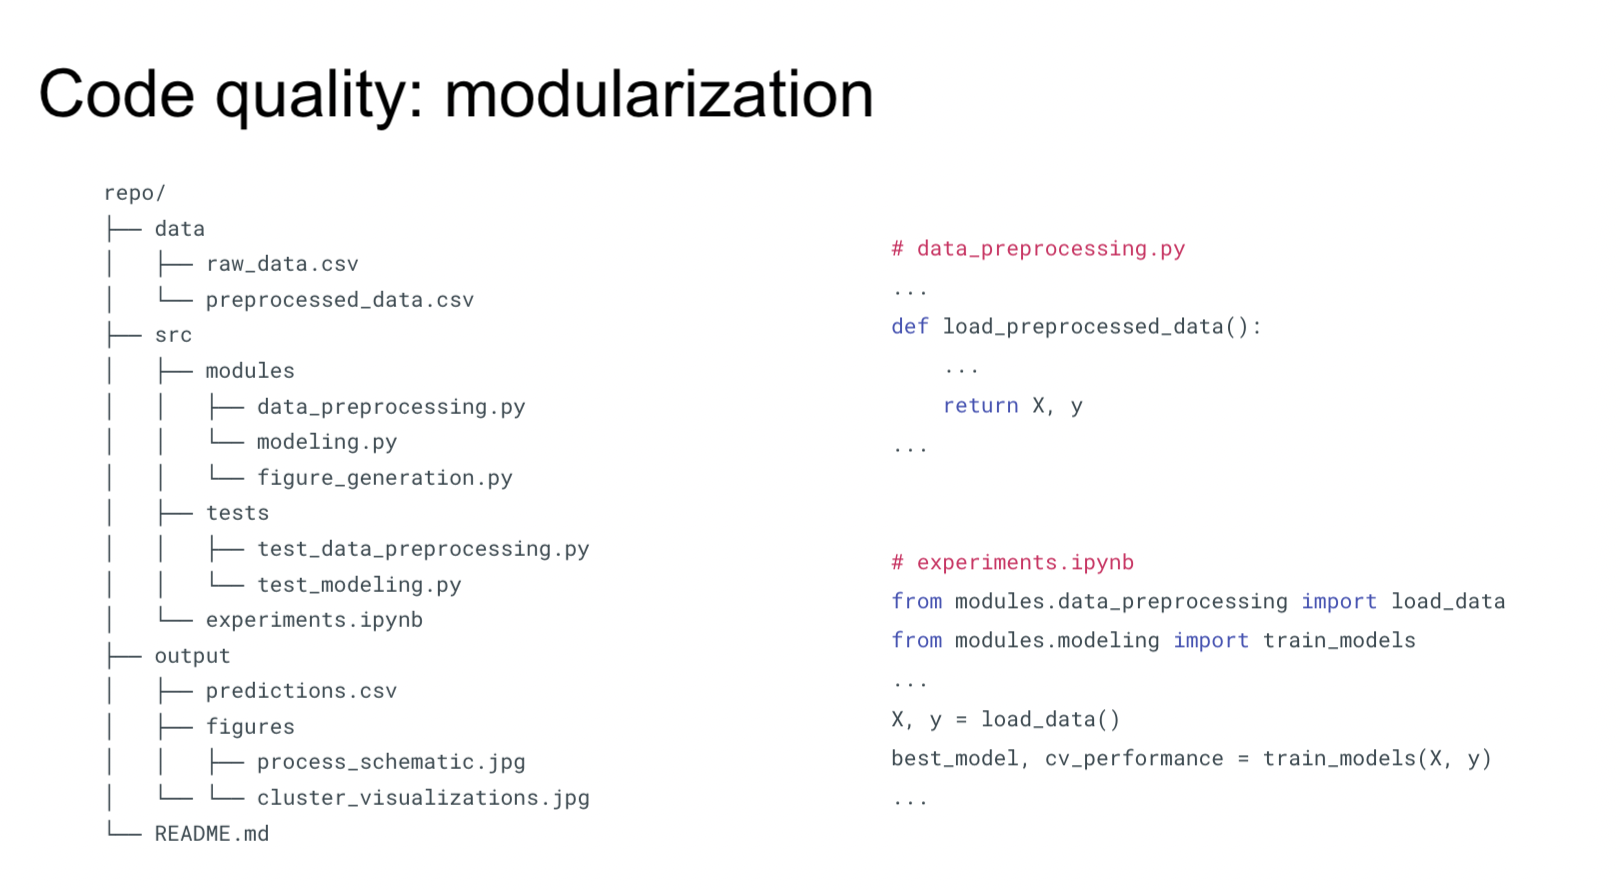 Code quality: modularization
repo/
├── data
│   ├── raw_data.csv
│   └── preprocessed_data.csv
├── src
│   ├── modules
│   │   ├── data_preprocessing.py
│   │   └── modeling.py
│   │   └── figure_generation.py
│   ├── tests
│   │   ├── test_data_preprocessing.py
│   │   └── test_modeling.py
│   └── experiments.ipynb
├── output
│   ├── predictions.csv
│   ├── figures
│   │   ├── process_schematic.jpg
│   └── └── cluster_visualizations.jpg
└── README.md
# data_preprocessing.py
...
def load_preprocessed_data():
    ...
    return X, y
...
# experiments.ipynb
from modules.data_preprocessing import load_data
from modules.modeling import train_models
...
X, y = load_data()
best_model, cv_performance = train_models(X, y)
...